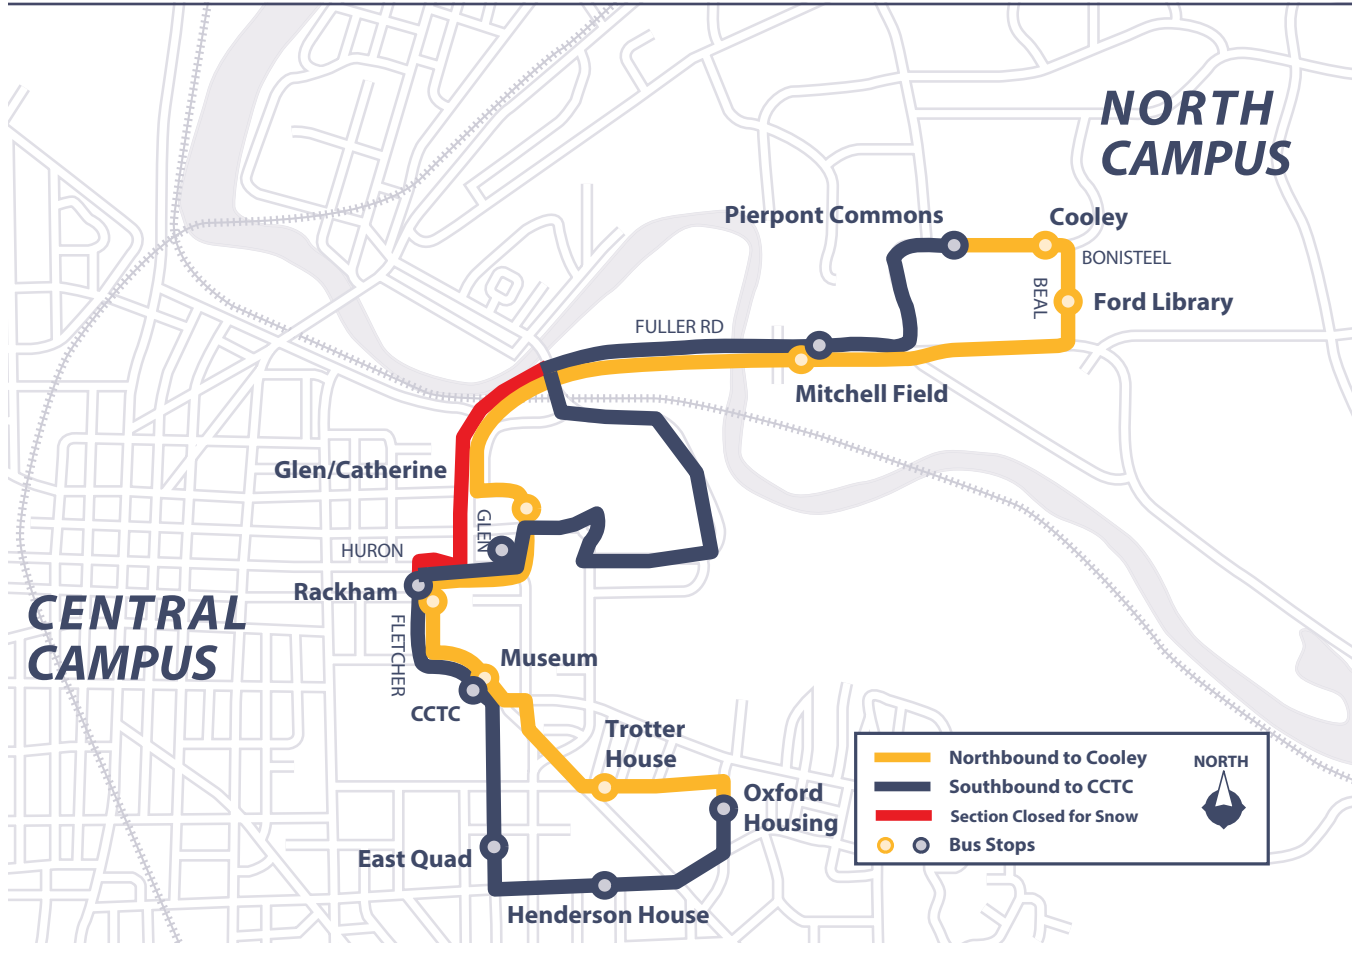 NORTH
CAMPUS
Pierpont Commons
Cooley
BONISTEEL
BEAL
Ford Library
FULLER RD
Mitchell Field
Glen/Catherine
GLEN
HURON
Rackham
CENTRAL
CAMPUS
FLETCHER
Museum
CCTC
Trotter
House
Oxford
Housing
East Quad
Henderson House
Northbound to Cooley
Southbound to CCTC
Section Closed for Snow
Bus Stops
NORTH